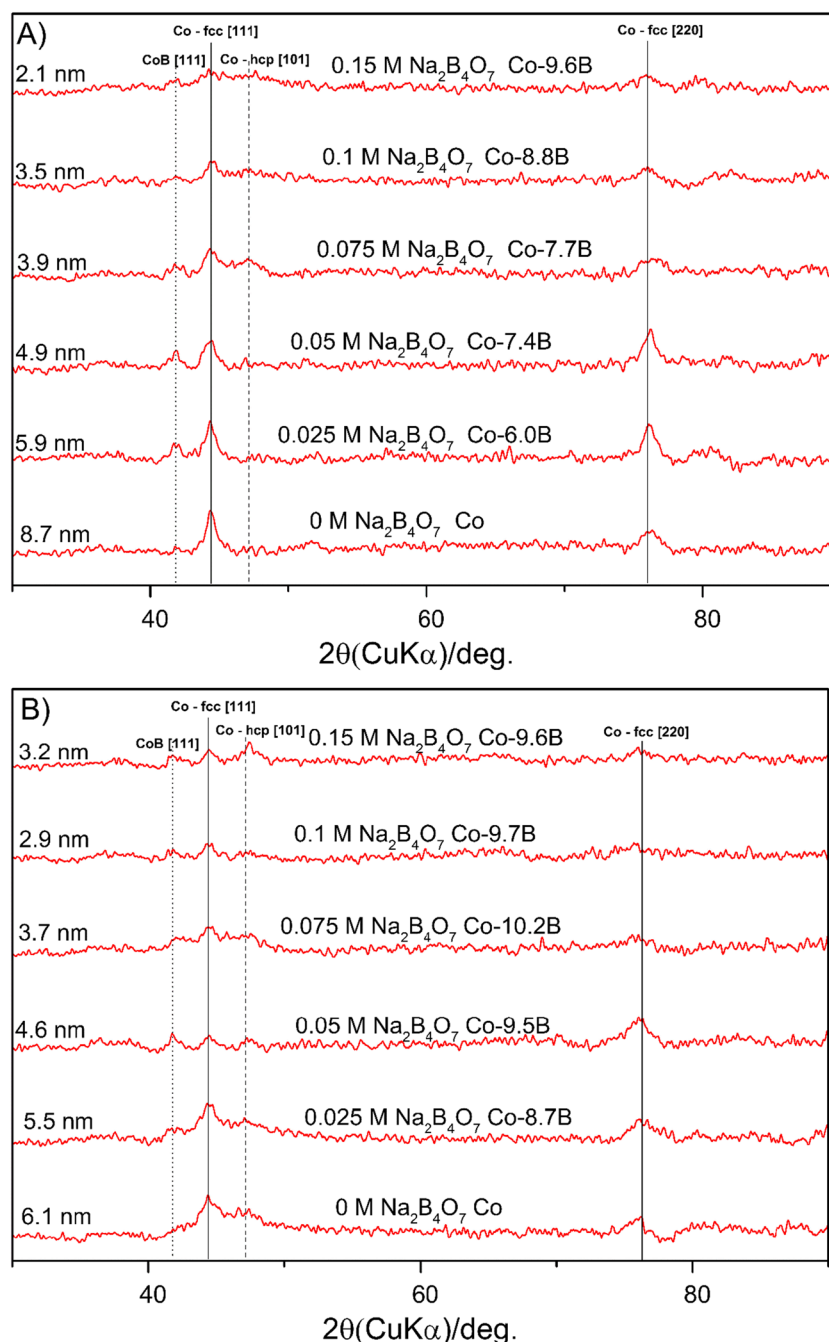 A)
Co - fcc [111]
Co - fcc [220]
CoB [111]
Co - hcp [101]
2.1 nm
0.15 M Na2B4O7 Co-9.6B
3.5 nm
0.1 M Na2B4O7 Co-8.8B
3.9 nm
0.075 M Na2B4O7 Co-7.7B
4.9 nm
0.05 M Na2B4O7 Co-7.4B
5.9 nm
0.025 M Na2B4O7 Co-6.0B
8.7 nm
0 M Na2B4O7 Co
40
60
80
2θ(CuKα)/deg.
B)
Co - fcc [111]
CoB [111]
Co - hcp [101]
Co - fcc [220]
3.2 nm
0.15 M Na2B4O7 Co-9.6B
2.9 nm
0.1 M Na2B4O7 Co-9.7B
3.7 nm
0.075 M Na2B4O7 Co-10.2B
4.6 nm
0.05 M Na2B4O7 Co-9.5B
5.5 nm
0.025 M Na2B4O7 Co-8.7B
6.1 nm
0 M Na2B4O7 Co
40
60
80
2θ(CuKα)/deg.